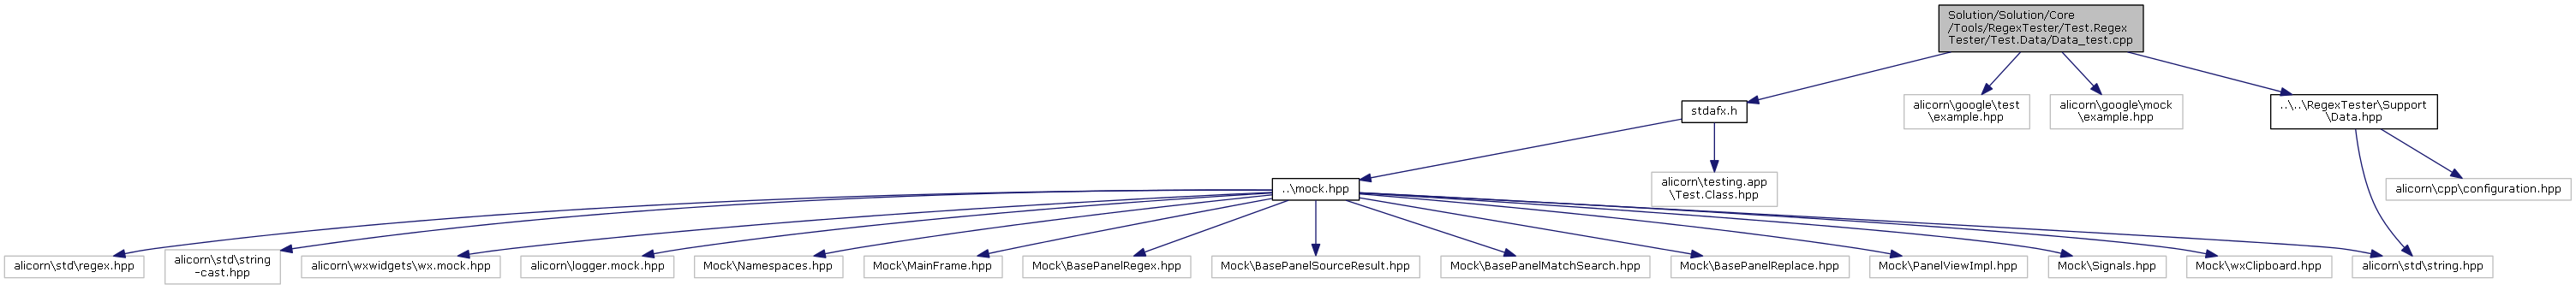 Solution/Solution/Core
/Tools/RegexTester/Test.Regex
Tester/Test.Data/Data_test.cpp
stdafx.h
alicorn\google\test
\example.hpp
alicorn\google\mock
\example.hpp
..\..\RegexTester\Support
\Data.hpp
..\mock.hpp
alicorn\testing.app
\Test.Class.hpp
alicorn\cpp\configuration.hpp
alicorn\std\regex.hpp
alicorn\std\string
-cast.hpp
alicorn\wxwidgets\wx.mock.hpp
alicorn\logger.mock.hpp
Mock\Namespaces.hpp
Mock\MainFrame.hpp
Mock\BasePanelRegex.hpp
Mock\BasePanelSourceResult.hpp
Mock\BasePanelMatchSearch.hpp
Mock\BasePanelReplace.hpp
Mock\PanelViewImpl.hpp
Mock\Signals.hpp
Mock\wxClipboard.hpp
alicorn\std\string.hpp